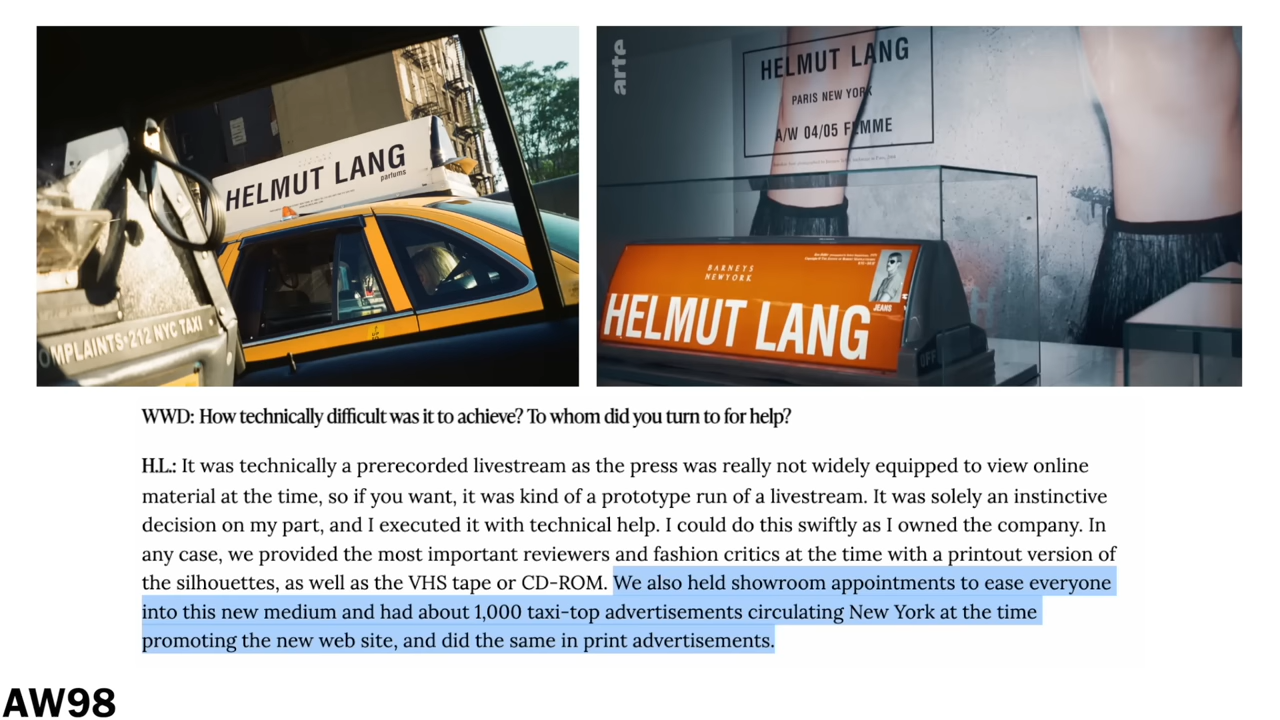 HELMUT LANG
parfums
OMPLAINTS•212 NYC TAXI
arte
HELMUT LANG
PARIS NEW YORK
A/W 04/05 FEMME
BARNEYS
NEW YORK
HELMUT LANG
JEANS
OFF
WWD: How technically difficult was it to achieve? To whom did you turn to for help?
H.L.: It was technically a prerecorded livestream as the press was really not widely equipped to view online
material at the time, so if you want, it was kind of a prototype run of a livestream. It was solely an instinctive
decision on my part, and I executed it with technical help. I could do this swiftly as I owned the company. In
any case, we provided the most important reviewers and fashion critics at the time with a printout version of
the silhouettes, as well as the VHS tape or CD-ROM. We also held showroom appointments to ease everyone
into this new medium and had about 1,000 taxi-top advertisements circulating New York at the time
promoting the new web site, and did the same in print advertisements.
AW98